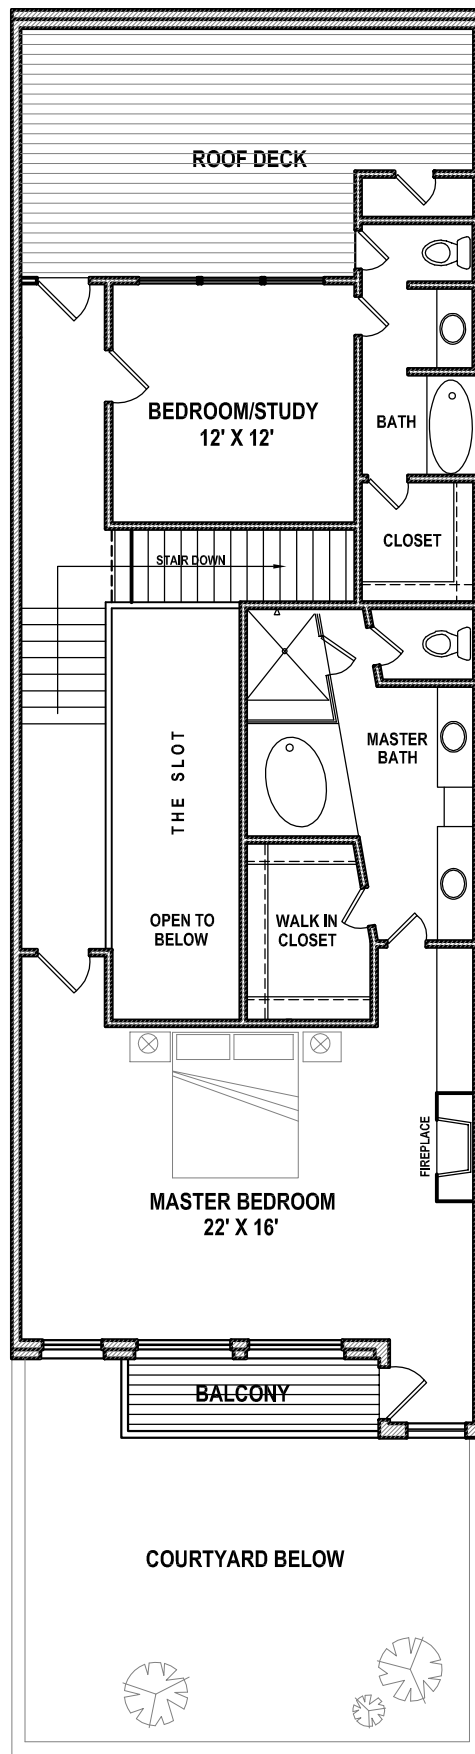 ROOF DECK
BEDROOM/STUDY
12' X 12'
BATH
CLOSET
STAIR DOWN
THE SLOT
MASTER
BATH
OPEN TO
BELOW
WALK IN
CLOSET
FIREPLACE
MASTER BEDROOM
22' X 16'
BALCONY
COURTYARD BELOW